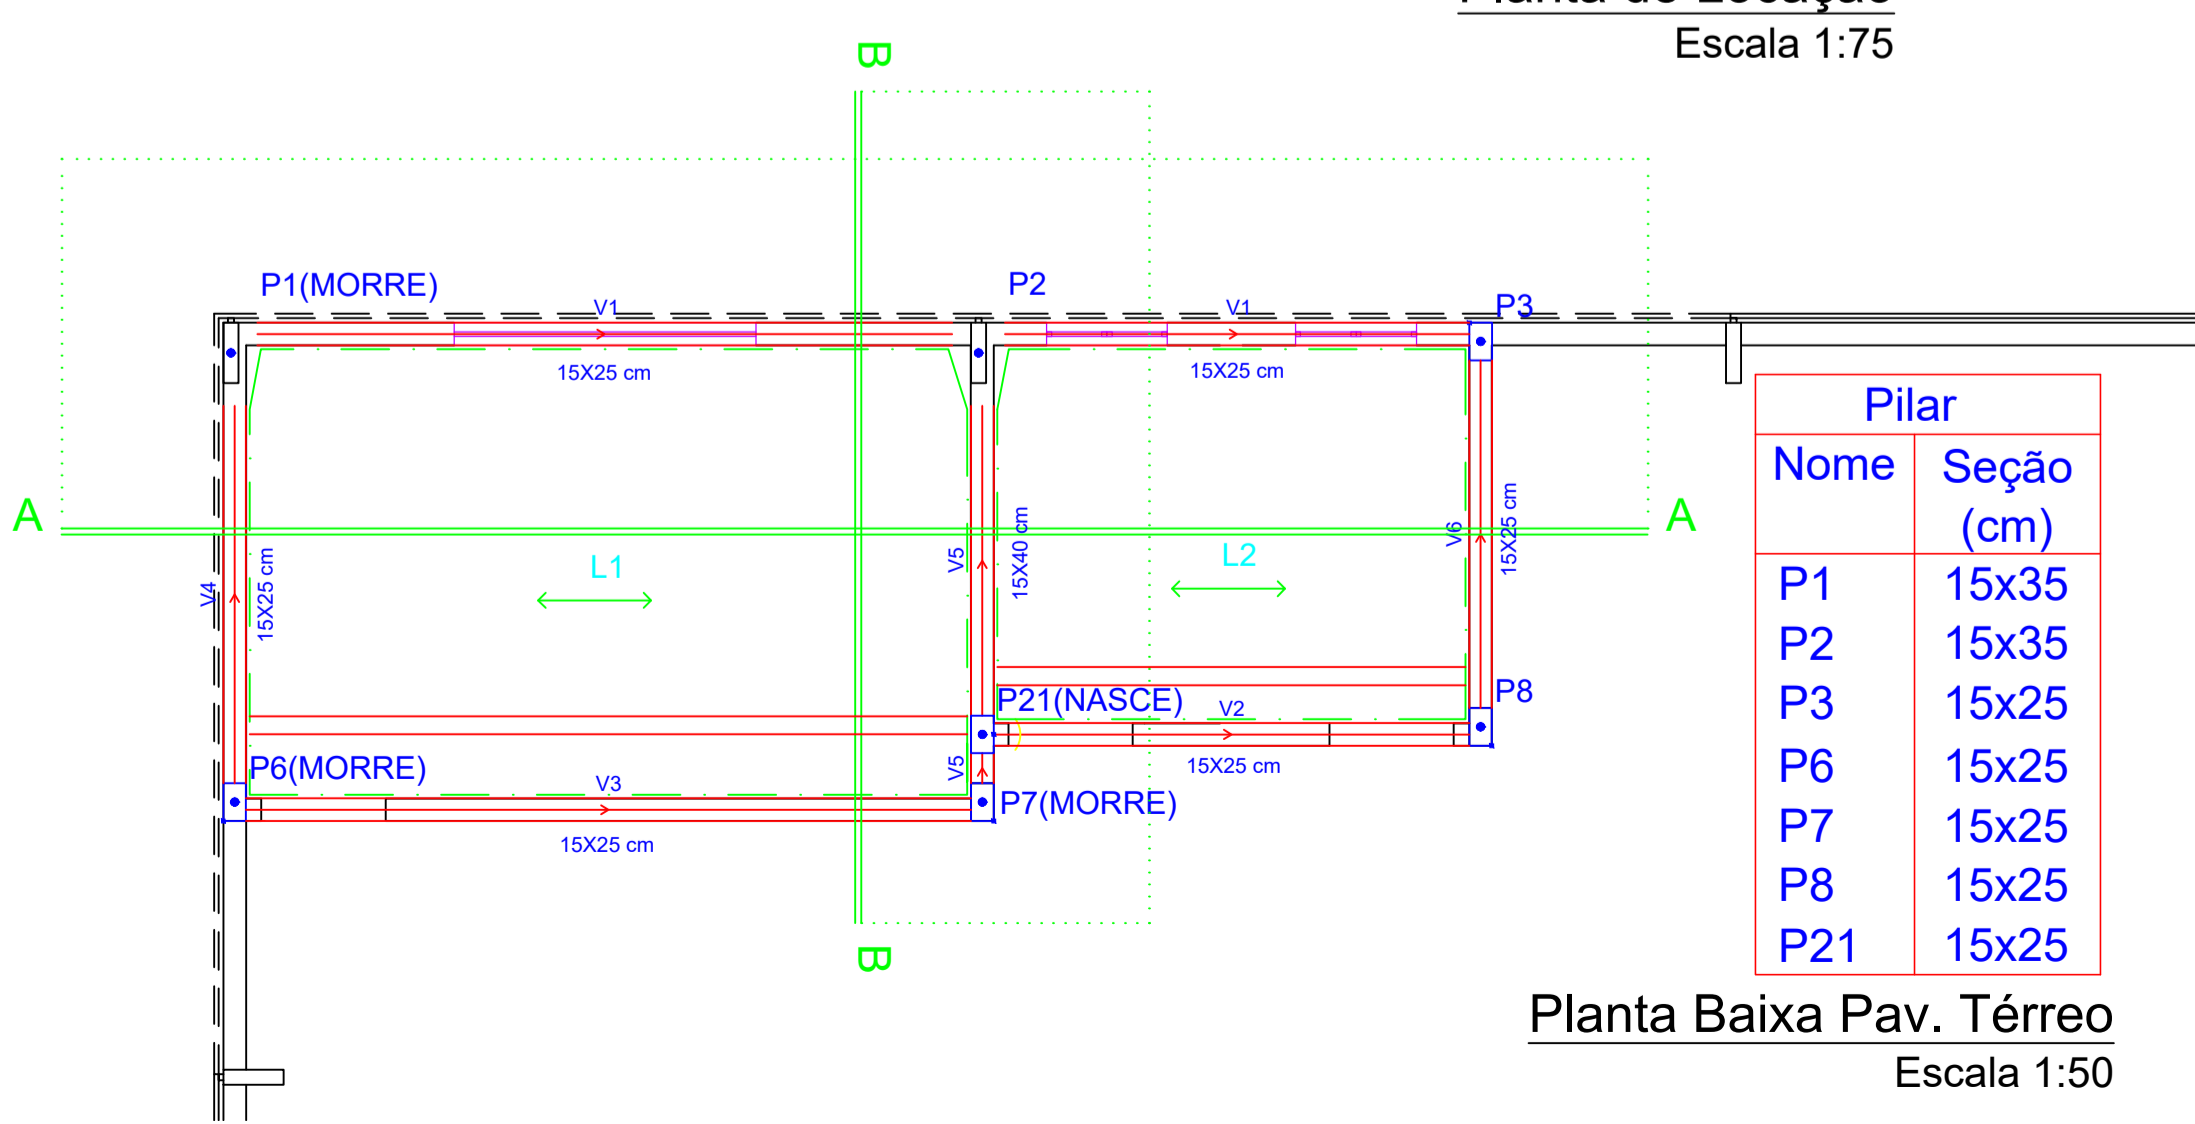 Planta de Locação
Escala 1:75
B
P1(MORRE)
V1
P2
V1
P3
15X25 cm
15X25 cm
A
A
V4
15X25 cm
L1
V5
15X40 cm
L2
V6
15X25 cm
P21(NASCE)
V2
P8
15X25 cm
P6(MORRE)
V3
V5
P7(MORRE)
15X25 cm
B
Pilar
Nome Seção
(cm)
P1 15x35
P2 15x35
P3 15x25
P6 15x25
P7 15x25
P8 15x25
P21 15x25
Planta Baixa Pav. Térreo
Escala 1:50